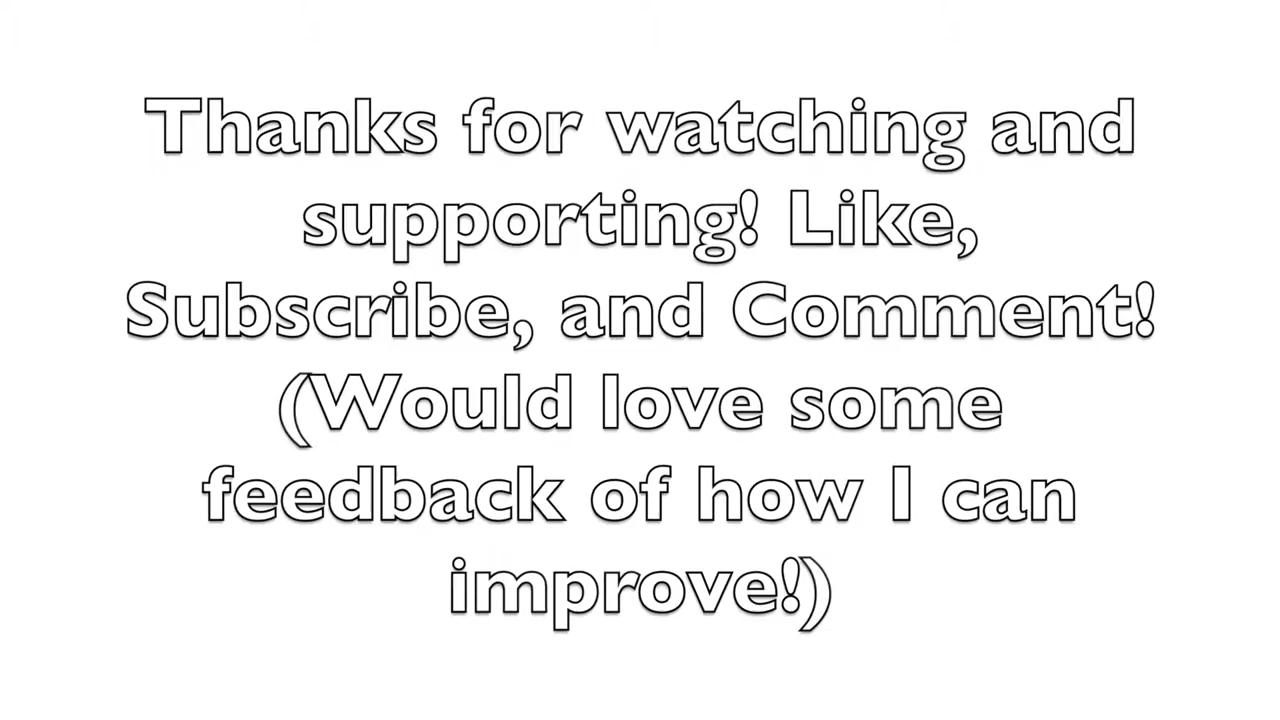 Thanks for watching and
supporting! Like,
Subscribe, and Comment!
(Would love some
feedback of how I can
improve!)